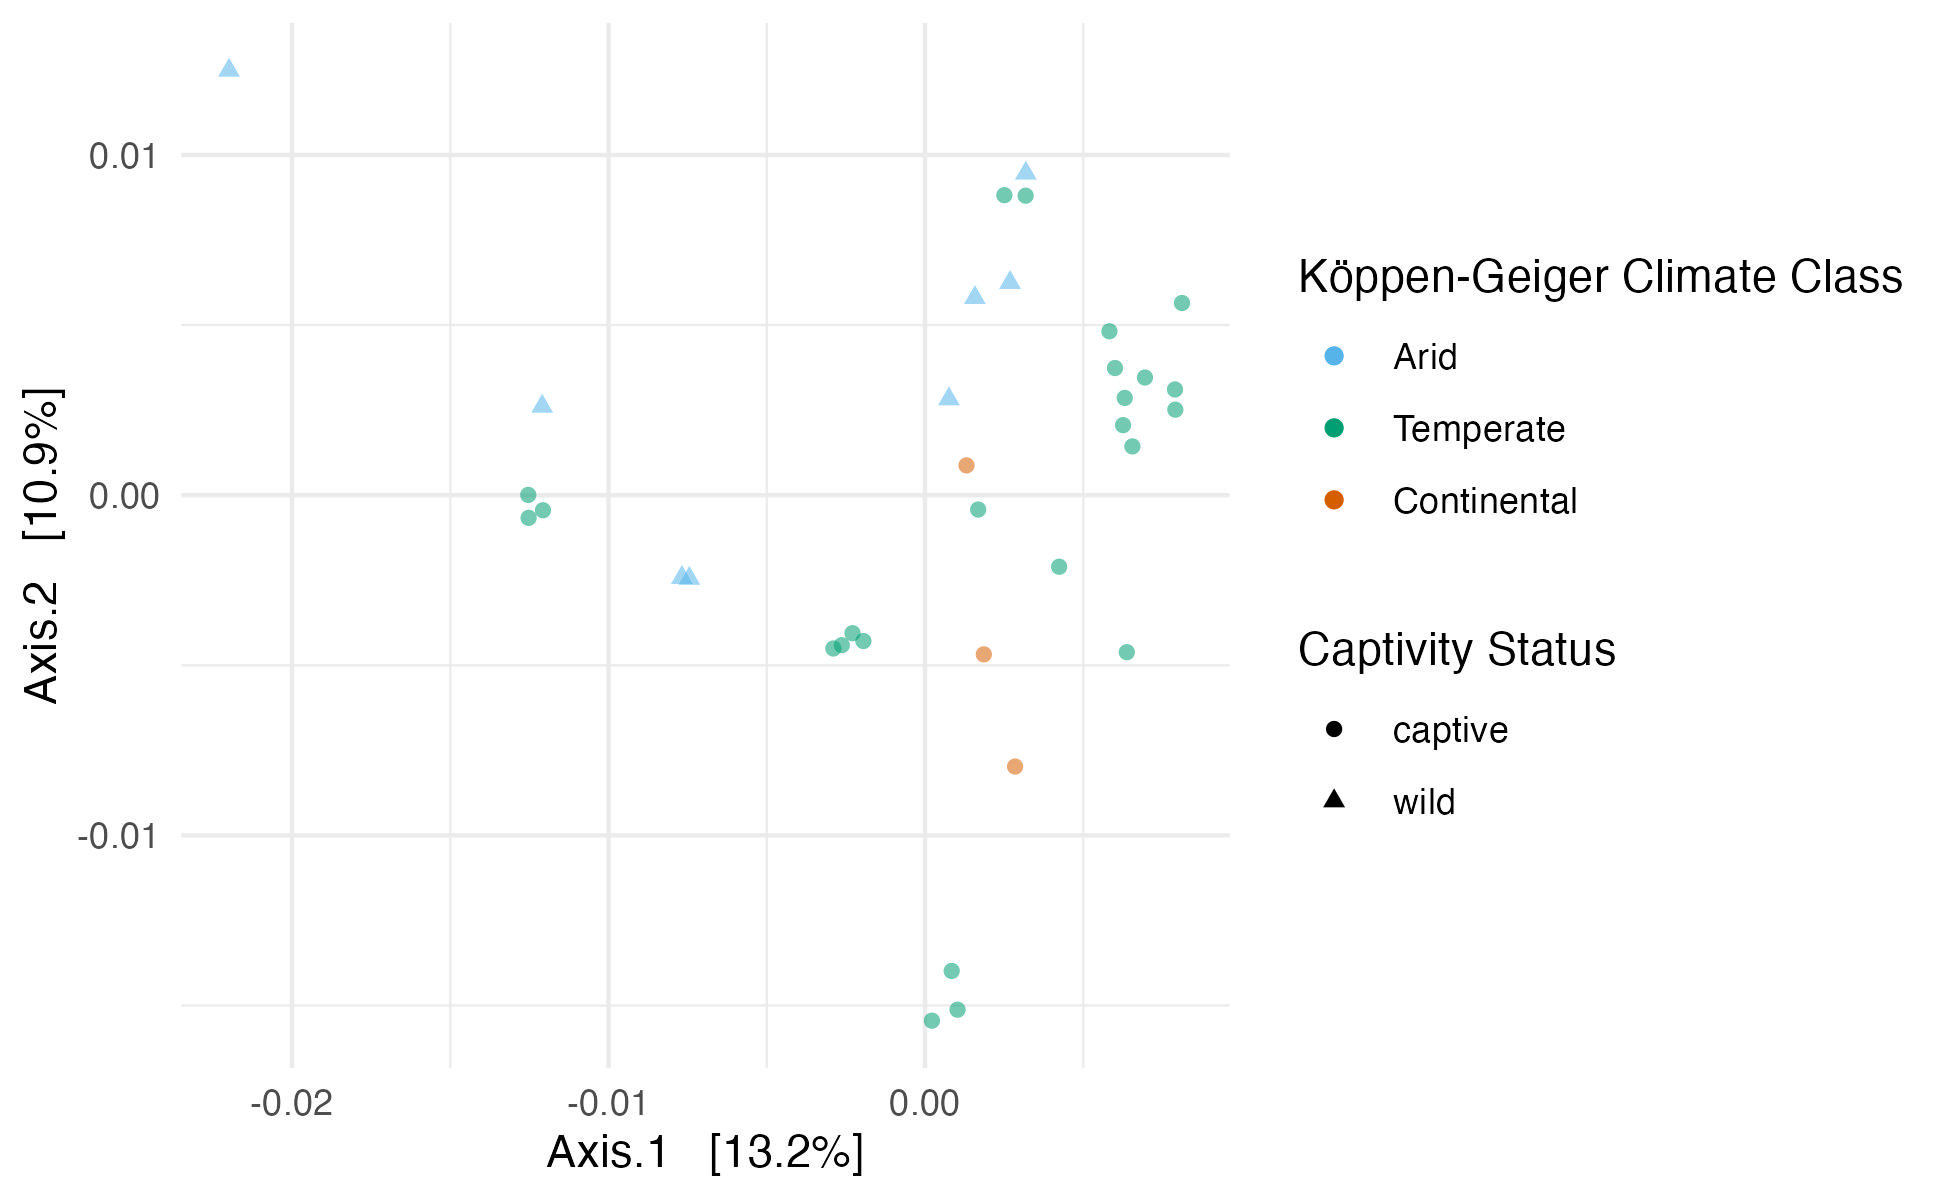 Axis.2 [10.9%]
0.01
0.00
-0.01
-0.02
-0.01
0.00
Axis.1 [13.2%]
Köppen-Geiger Climate Class
Arid
Temperate
Continental
Captivity Status
captive
wild